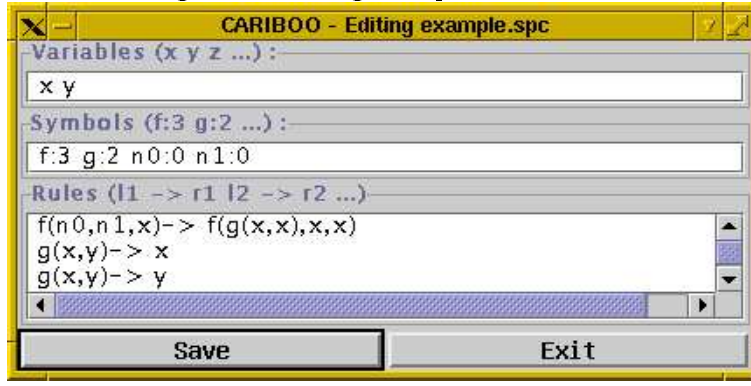 CARIBOO - Editing example.spc
Variables (x y z ...) :
x y
Symbols (f:3 g:2 ...) :
f:3 g:2 n0:0 n1:0
Rules (l1 -> r1 l2 -> r2 ...)
f(n0,n1,x)-> f(g(x,x),x,x)
g(x,y)-> x
g(x,y)-> y
Save Exit